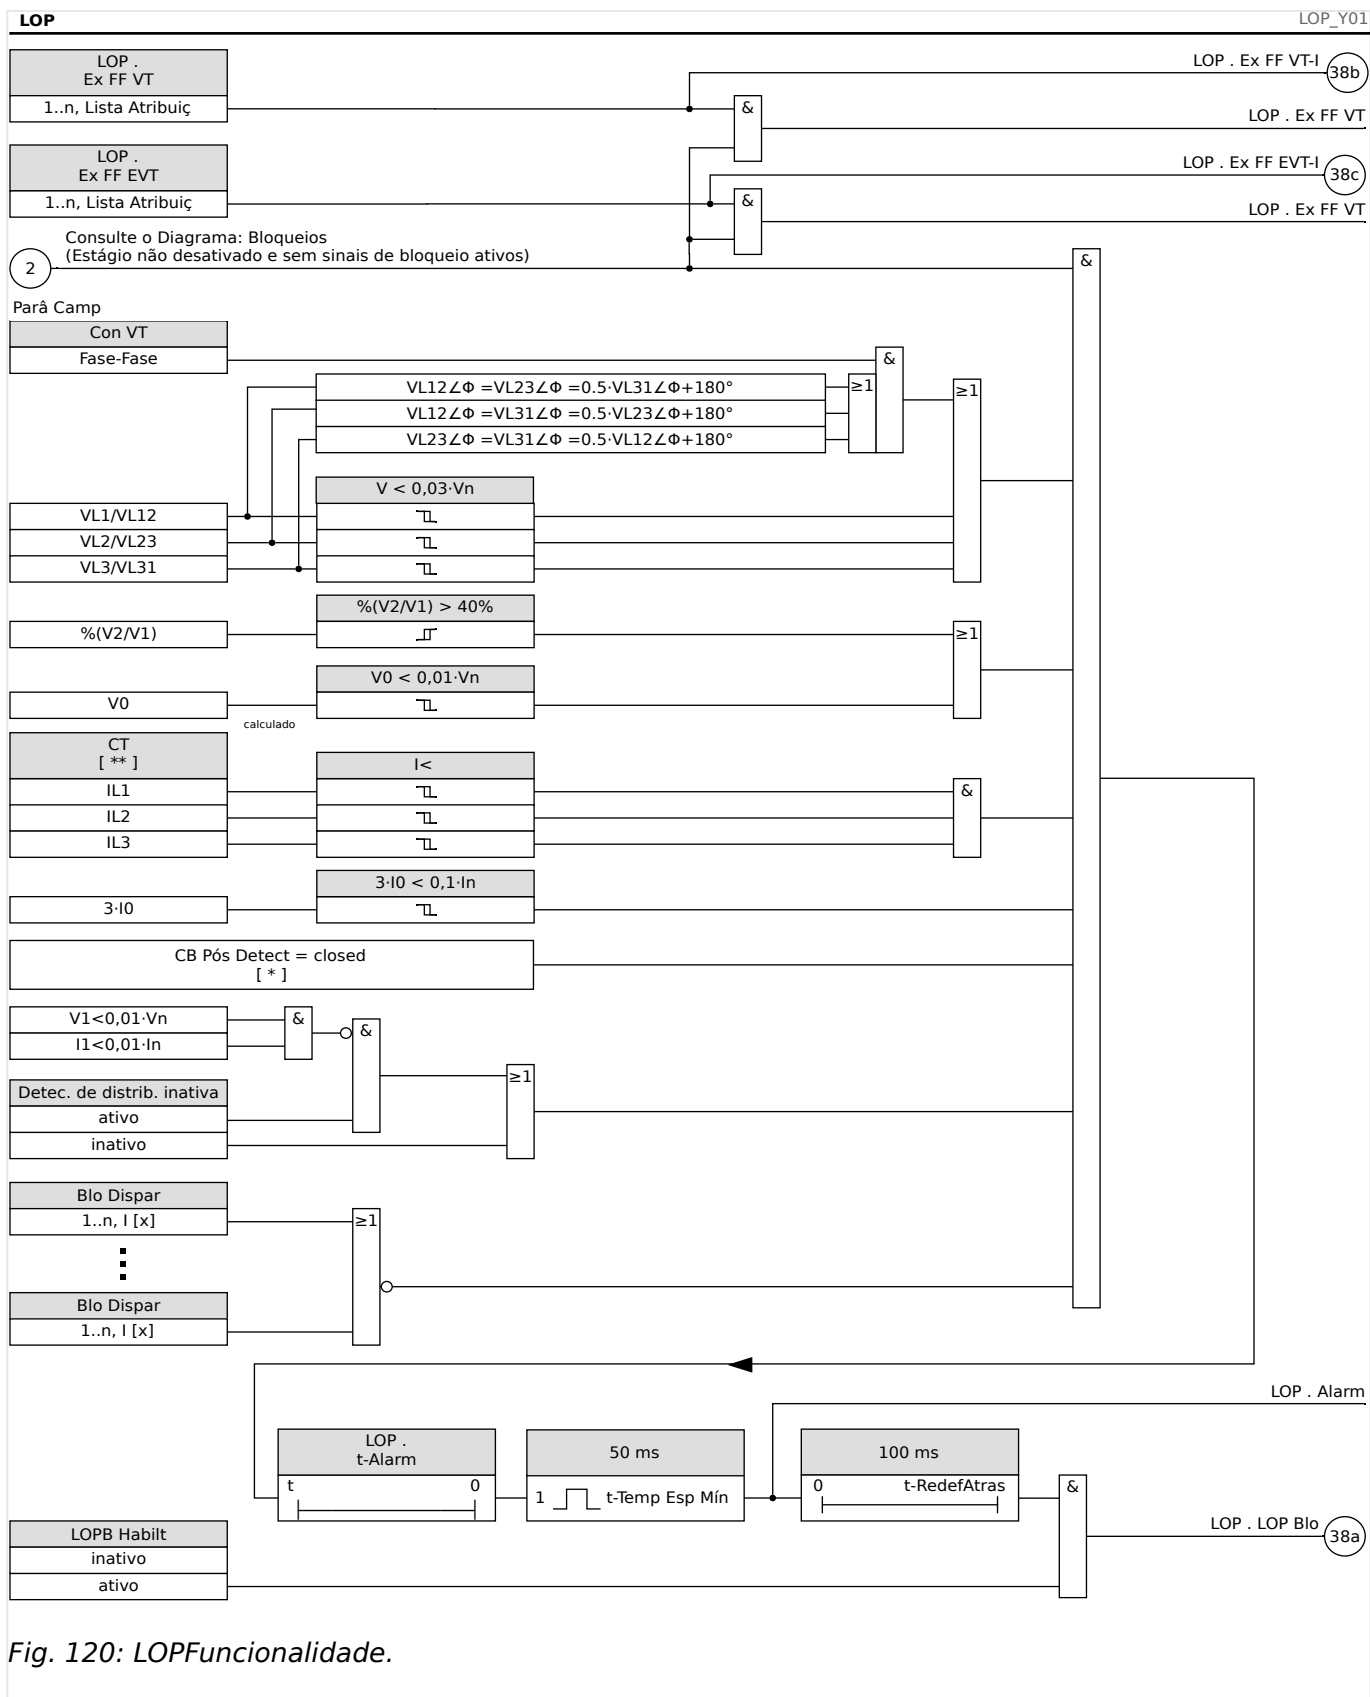 LOP
LOP_Y01
LOP .
Ex FF VT
1..n, Lista Atribuiç
LOP . Ex FF VT-I
38b
&
LOP . Ex FF VT
LOP .
Ex FF EVT
1..n, Lista Atribuiç
LOP . Ex FF EVT-I
38c
&
LOP . Ex FF VT
2
Consulte o Diagrama: Bloqueios
(Estágio não desativado e sem sinais de bloqueio ativos)
&
Parâ Camp
Con VT
Fase-Fase
&
VL12∠Φ =VL23∠Φ =0.5·VL31∠Φ+180°
≥1
≥1
VL12∠Φ =VL31∠Φ =0.5·VL23∠Φ+180°
VL23∠Φ =VL31∠Φ =0.5·VL12∠Φ+180°
V < 0,03·Vn
VL1/VL12
VL2/VL23
VL3/VL31
%(V2/V1) > 40%
%(V2/V1)
≥1
V0 < 0,01·Vn
V0
calculado
CT
[ ** ]
I<
IL1
&
IL2
IL3
3·I0 < 0,1·In
3·I0
CB Pós Detect = closed
[ * ]
V1<0,01·Vn
&
&
I1<0,01·In
≥1
Detec. de distrib. inativa
ativo
inativo
Blo Dispar
1..n, I [x]
≥1
Blo Dispar
1..n, I [x]
LOP . Alarm
LOP .
t-Alarm
t 0
50 ms
1 t-Temp Esp Mín
100 ms
0 t-RedefAtras
&
LOP . LOP Blo
38a
LOPB Habilt
inativo
ativo
Fig. 120: LOPFuncionalidade.